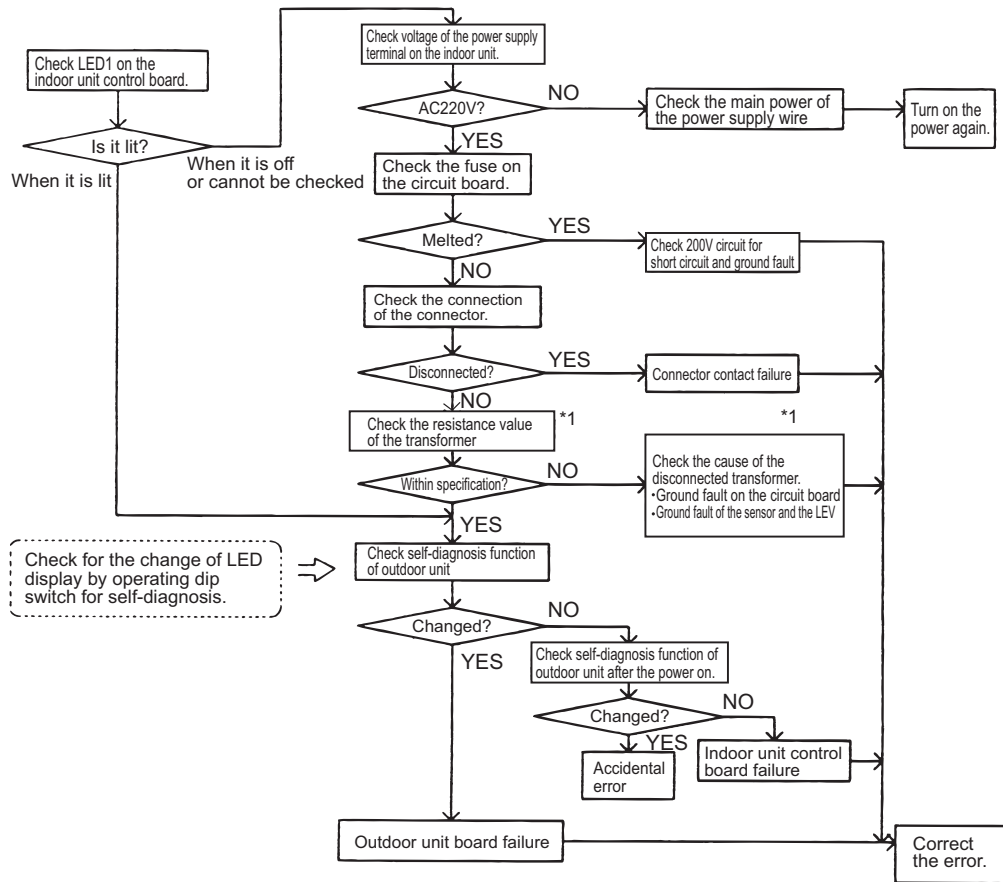 Check LED1 on the
indoor unit control board.
Is it lit?
When it is lit
When it is off
or cannot be checked
Check voltage of the power supply
terminal on the indoor unit.
AC220V?
NO
Check the main power of
the power supply wire
Turn on the
power again.
YES
Check the fuse on
the circuit board.
Melted?
YES
Check 200V circuit for
short circuit and ground fault
NO
Check the connection
of the connector.
Disconnected?
YES
Connector contact failure
NO
Check the resistance value
of the transformer
*1
Within specification?
NO
*1
Check the cause of the
disconnected transformer.
•Ground fault on the circuit board
•Ground fault of the sensor and the LEV
YES
Check for the change of LED
display by operating dip
switch for self-diagnosis.
Check self-diagnosis function
of outdoor unit
Changed?
NO
YES
Check self-diagnosis function of
outdoor unit after the power on.
Changed?
NO
YES
Accidental
error
Indoor unit control
board failure
Outdoor unit board failure
Correct
the error.